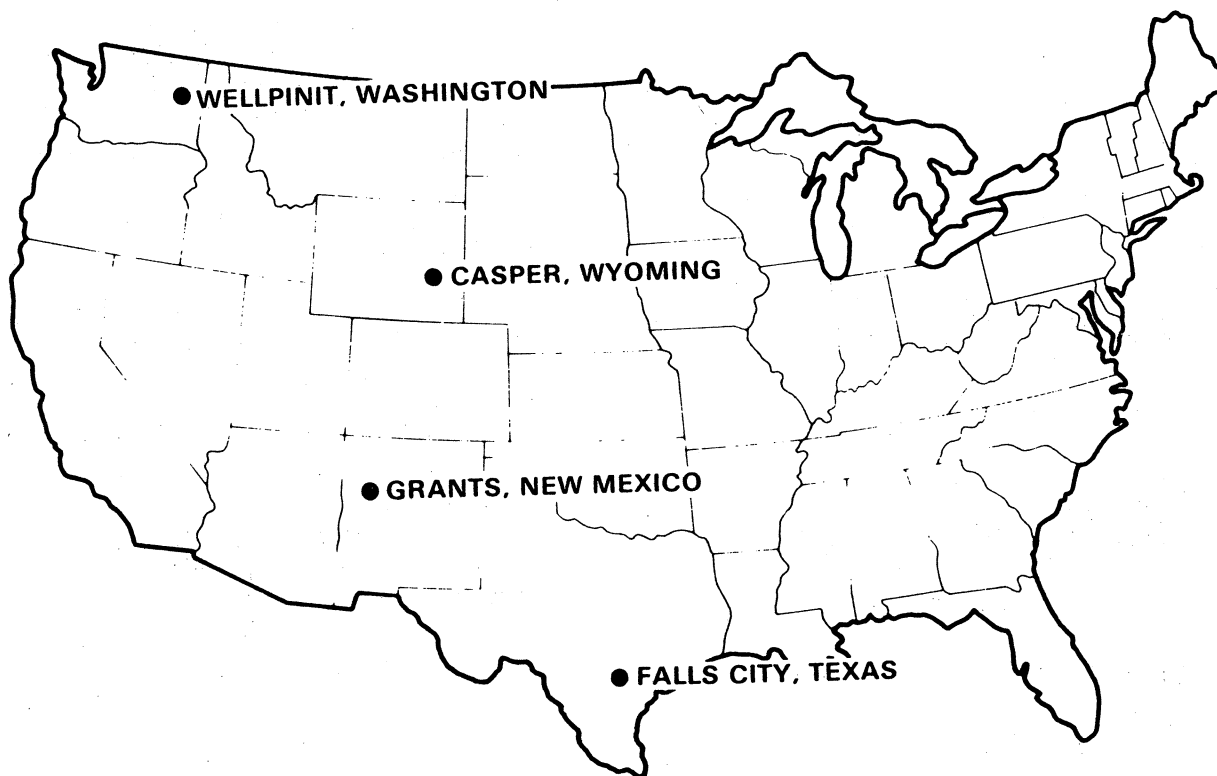 WELLPINIT, WASHINGTON
CASPER, WYOMING
GRANTS, NEW MEXICO
FALLS CITY, TEXAS